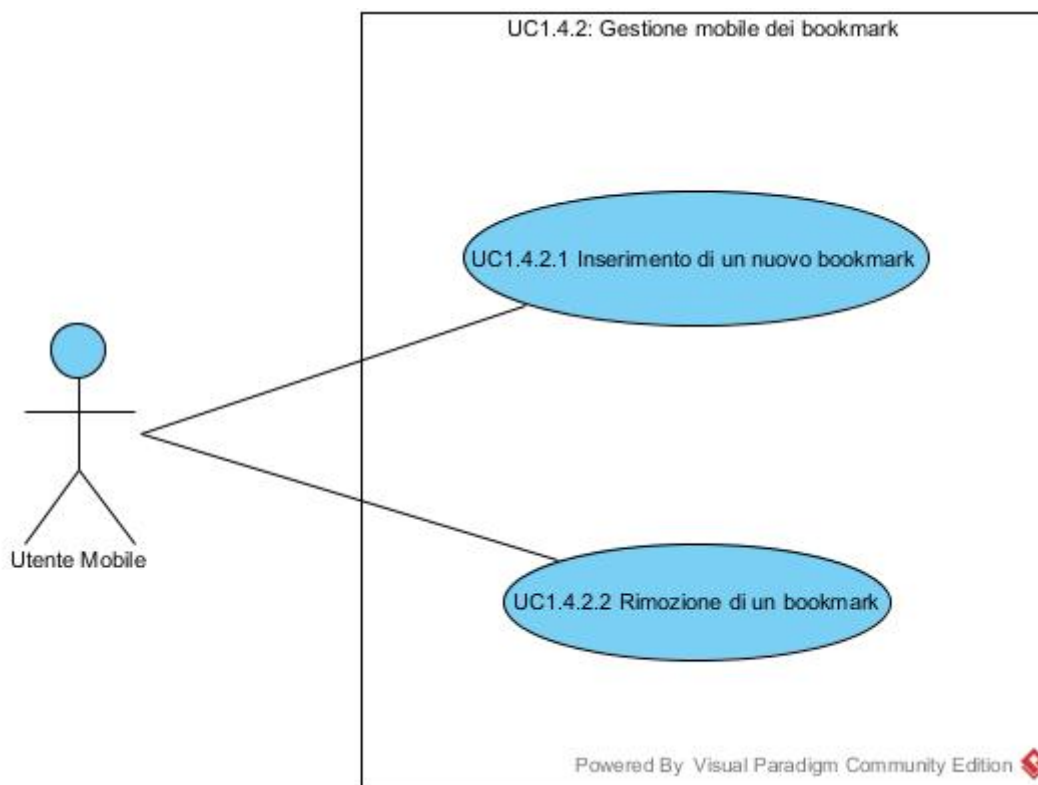 UC1.4.2: Gestione mobile dei bookmark
UC1.4.2.1 Inserimento di un nuovo bookmark
Utente Mobile
UC1.4.2.2 Rimozione di un bookmark
Powered By Visual Paradigm Community Edition